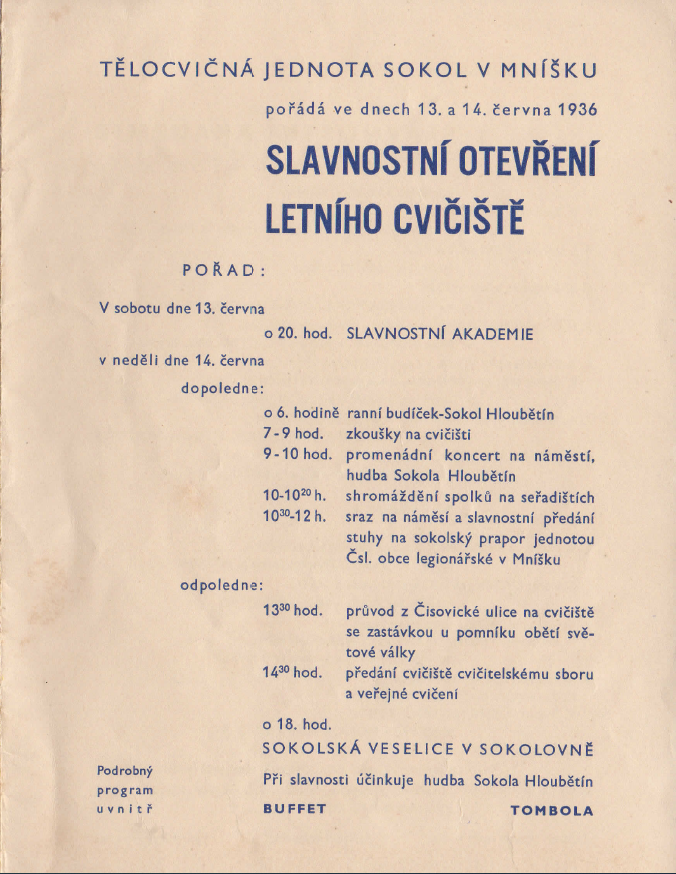 TĚLOCVIČNÁ JEDNOTA SOKOL V MNÍŠKU
pořádá ve dnech 13. a 14. června 1936
SLAVNOSTNÍ OTEVŘENÍ
LETNÍHO CVIČIŠTĚ
POŘAD:
V sobotu dne 13. června
o 20. hod. SLAVNOSTNÍ AKADEMIE
v neděli dne 14. června
dopoledne:
o 6. hodině ranní budíček-Sokol Hloubětín
7-9 hod. zkoušky na cvičišti
9-10 hod. promenádní koncert na náměstí,
hudba Sokola Hloubětín
10-10²⁰ h. shromáždění spolků na seřadištích
10³⁰-12 h. sraz na náměsí a slavnostní předání
stuhy na sokolský prapor jednotou
Čsl. obce legionářské v Mníšku
odpoledne:
13³⁰ hod. průvod z Čisovické ulice na cvičiště
se zastávkou u pomníku obětí svě-
tové války
14³⁰ hod. předání cvičiště cvičitelskému sboru
a veřejné cvičení
o 18. hod.
SOKOLSKÁ VESELICE V SOKOLOVNĚ
Při slavnosti účinkuje hudba Sokola Hloubětín
BUFFET TOMBOLA
Podrobný
program
uvnitř